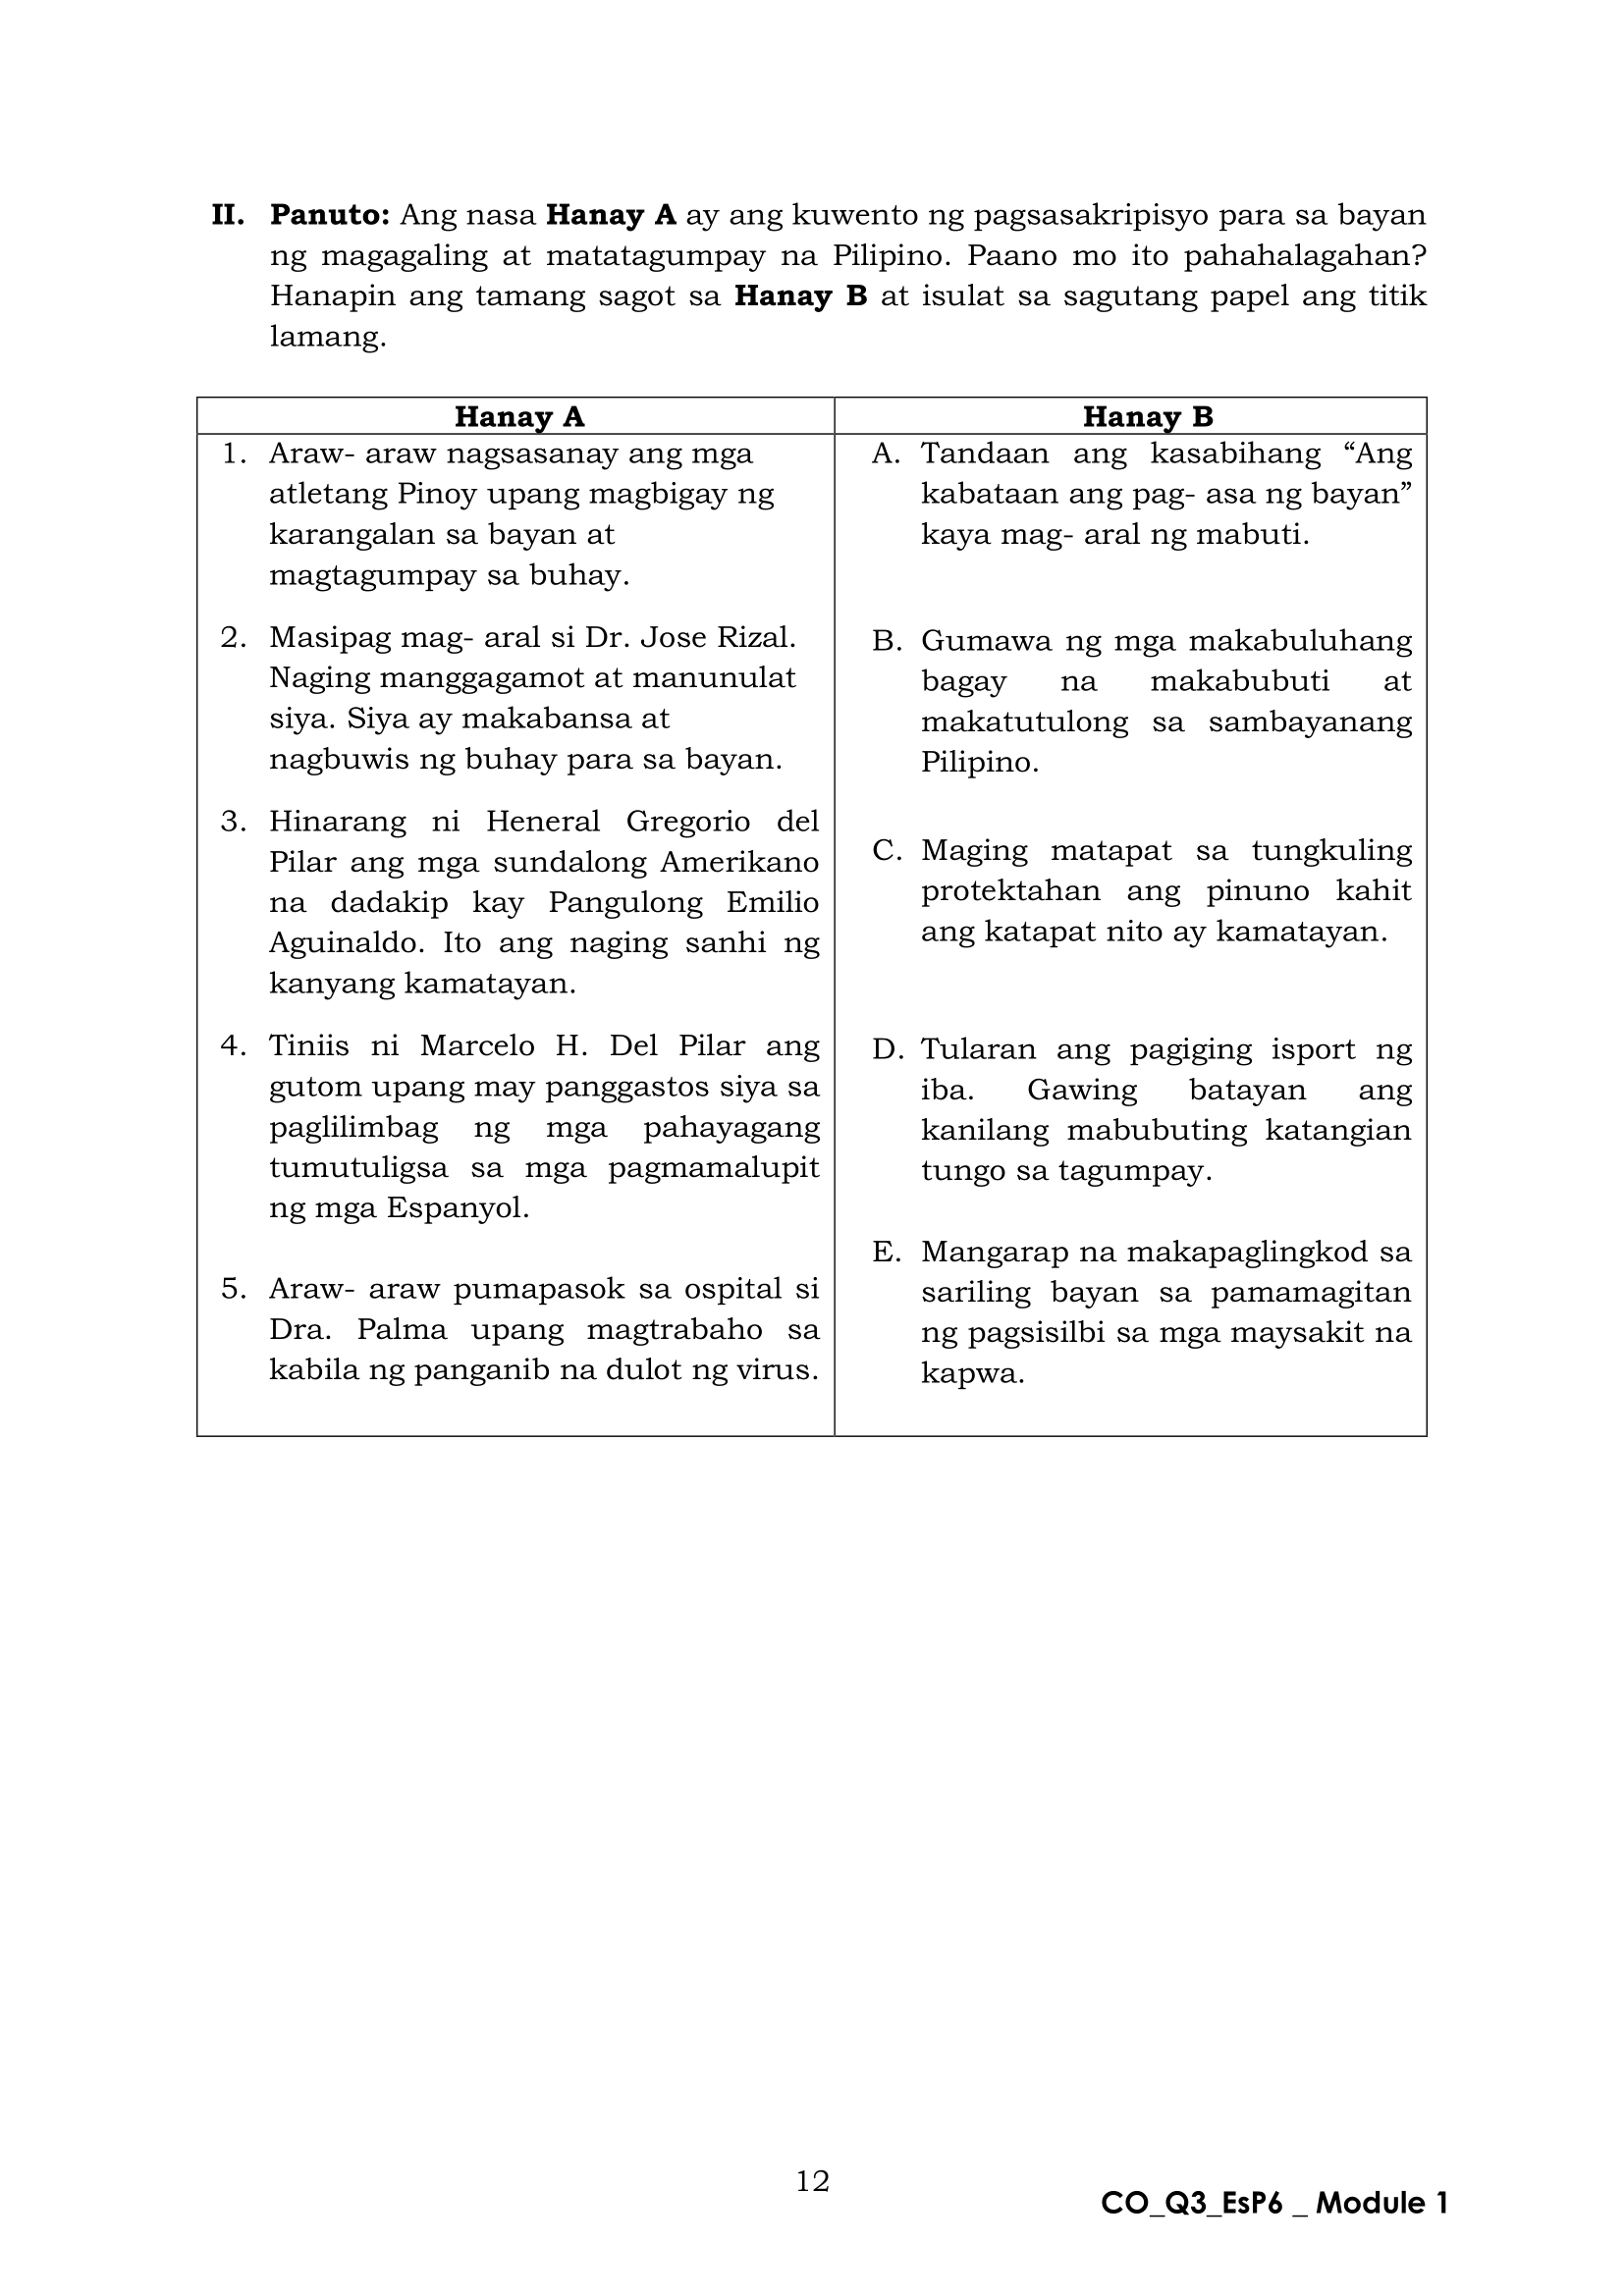 II. Panuto: Ang nasa Hanay A ay ang kuwento ng pagsasakripisyo para sa bayan
ng magagaling at matatagumpay na Pilipino. Paano mo ito pahahalagahan?
Hanapin ang tamang sagot sa Hanay B at isulat sa sagutang papel ang titik
lamang.
Hanay A
1. Araw- araw nagsasanay ang mga
atletang Pinoy upang magbigay ng
karangalan sa bayan at
magtagumpay sa buhay.
2. Masipag mag- aral si Dr. Jose Rizal.
Naging manggagamot at manunulat
siya. Siya ay makabansa at
nagbuwis ng buhay para sa bayan.
3. Hinarang ni Heneral Gregorio del
Pilar ang mga sundalong Amerikano
na dadakip kay Pangulong Emilio
Aguinaldo. Ito ang naging sanhi ng
kanyang kamatayan.
4. Tiniis ni Marcelo H. Del Pilar ang
gutom upang may panggastos siya sa
paglilimbag ng mga pahayagang
tumutuligsa sa mga pagmamalupit
ng mga Espanyol.
5. Araw- araw pumapasok sa ospital si
Dra. Palma upang magtrabaho sa
kabila ng panganib na dulot ng virus.
Hanay B
A. Tandaan ang kasabihang “Ang
kabataan ang pag- asa ng bayan”
kaya mag- aral ng mabuti.
B. Gumawa ng mga makabuluhang
bagay na makabubuti at
makatutulong sa sambayanang
Pilipino.
C. Maging matapat sa tungkuling
protektahan ang pinuno kahit
ang katapat nito ay kamatayan.
D. Tularan ang pagiging isport ng
iba. Gawing batayan ang
kanilang mabubuting katangian
tungo sa tagumpay.
E. Mangarap na makapaglingkod sa
sariling bayan sa pamamagitan
ng pagsisilbi sa mga maysakit na
kapwa.
12
CO_Q3_EsP6 _ Module 1